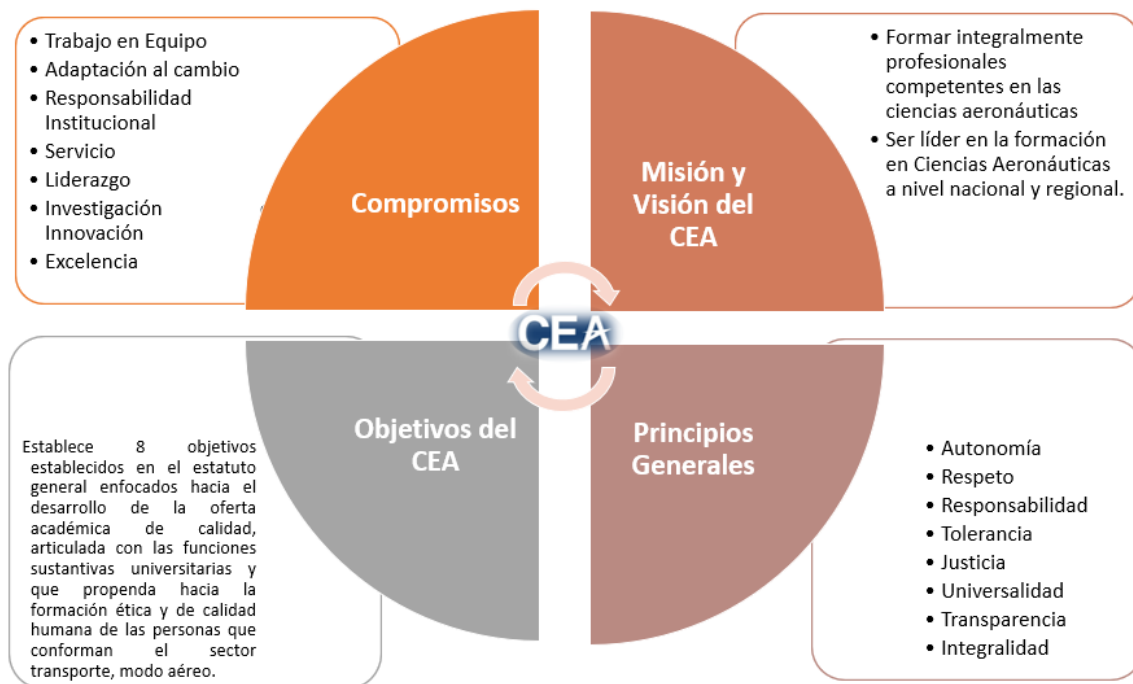 • Trabajo en Equipo
• Adaptación al cambio
• Responsabilidad
Institucional
• Servicio
• Liderazgo
• Investigación
Innovación
• Excelencia
Compromisos
Misión y
Visión del
CEA
• Formar integralmente
profesionales
competentes en las
ciencias aeronáuticas
• Ser líder en la formación
en Ciencias Aeronáuticas
a nivel nacional y regional.
CEA
Establece 8 objetivos
establecidos en el estatuto
general enfocados hacia el
desarrollo de la oferta
académica de calidad,
articulada con las funciones
sustantivas universitarias y
que propenda hacia la
formación ética y de calidad
humana de las personas que
conforman el sector
transporte, modo aéreo.
Objetivos del
CEA
Principios
Generales
• Autonomía
• Respeto
• Responsabilidad
• Tolerancia
• Justicia
• Universalidad
• Transparencia
• Integralidad